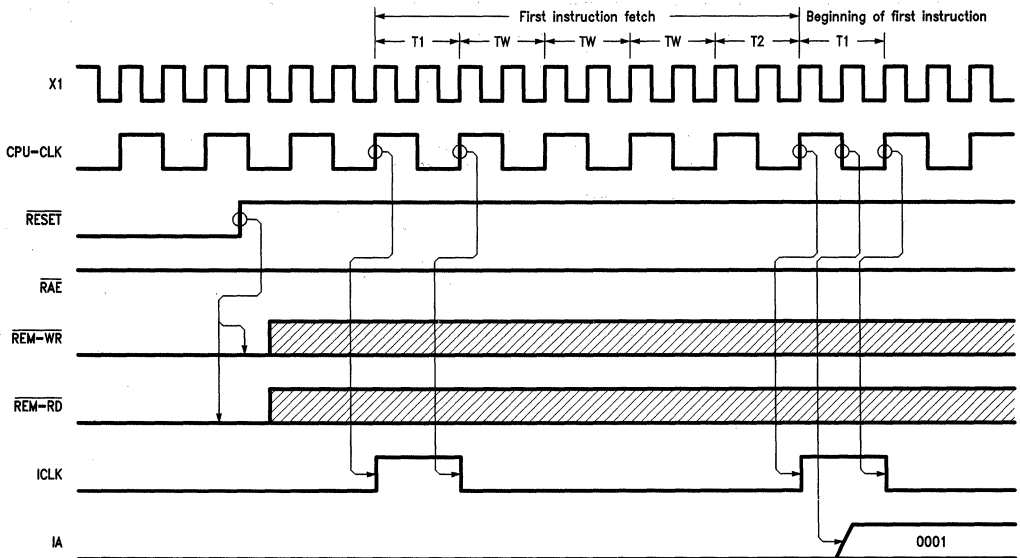 First instruction fetch Beginning of first instruction
T1 TW TW TW T2 T1
X1
CPU-CLK
RESET
RAE
REM-WR
REM-RD
ICLK
IA 0001